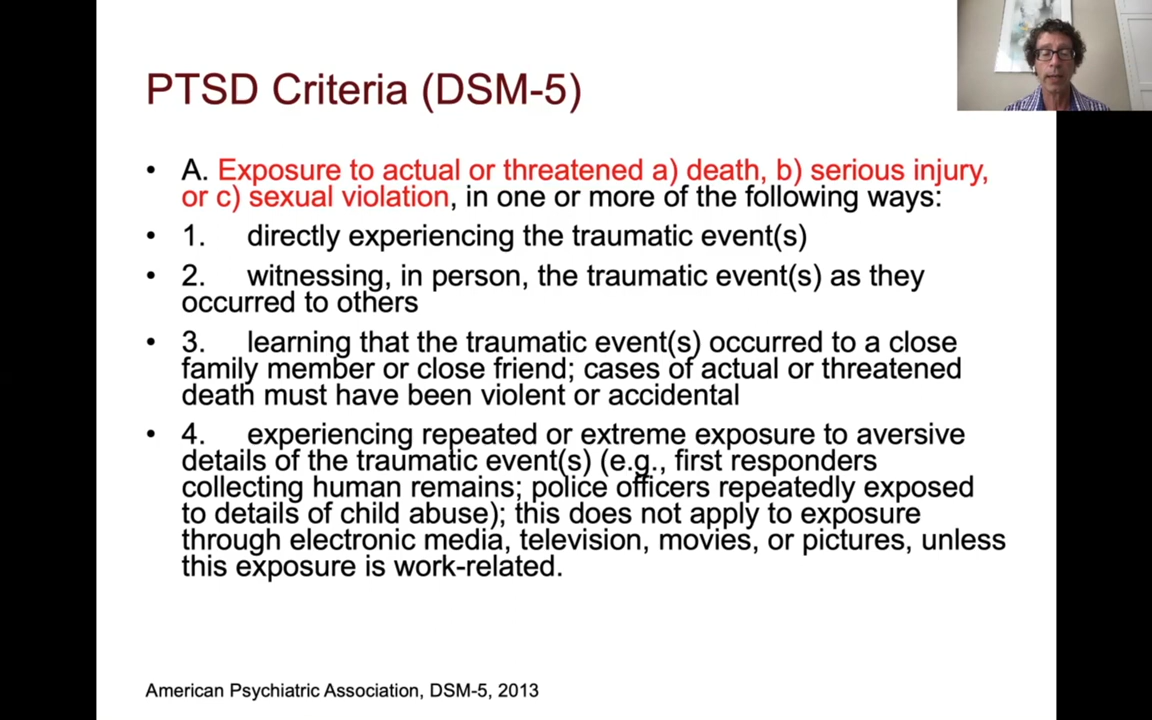 PTSD Criteria (DSM-5)
• A. Exposure to actual or threatened a) death, b) serious injury,
or c) sexual violation, in one or more of the following ways:
• 1. directly experiencing the traumatic event(s)
• 2. witnessing, in person, the traumatic event(s) as they
occurred to others
• 3. learning that the traumatic event(s) occurred to a close
family member or close friend; cases of actual or threatened
death must have been violent or accidental
• 4. experiencing repeated or extreme exposure to aversive
details of the traumatic event(s) (e.g., first responders
collecting human remains; police officers repeatedly exposed
to details of child abuse); this does not apply to exposure
through electronic media, television, movies, or pictures, unless
this exposure is work-related.
American Psychiatric Association, DSM-5, 2013